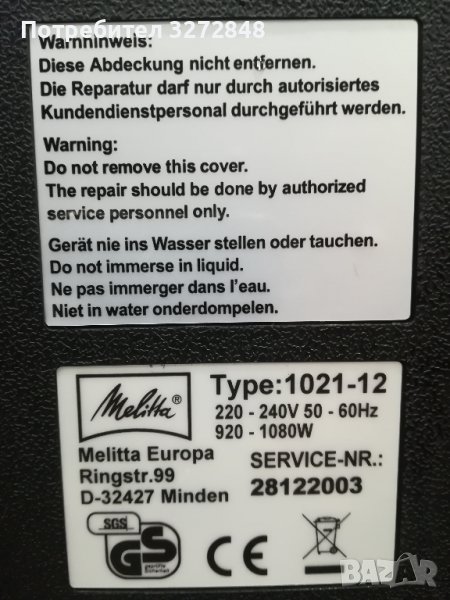 Потребител 3272848
Warnhinweis:
Diese Abdeckung nicht entfernen.
Die Reparatur darf nur durch autorisiertes
Kundendienstpersonal durchgeführt werden.
Warning:
Do not remove this cover.
The repair should be done by authorized
service personnel only.
Gerät nie ins Wasser stellen oder tauchen.
Do not immerse in liquid.
Ne pas immerger dans l'eau.
Niet in water onderdompelen.
Melitta®
Type:1021-12
220 - 240V 50 - 60Hz
920 - 1080W
Melitta Europa
Ringstr.99
D-32427 Minden
SERVICE-NR.:
28122003
SGS
GS
geprüfte
Sicherheit
CE
BAZAR